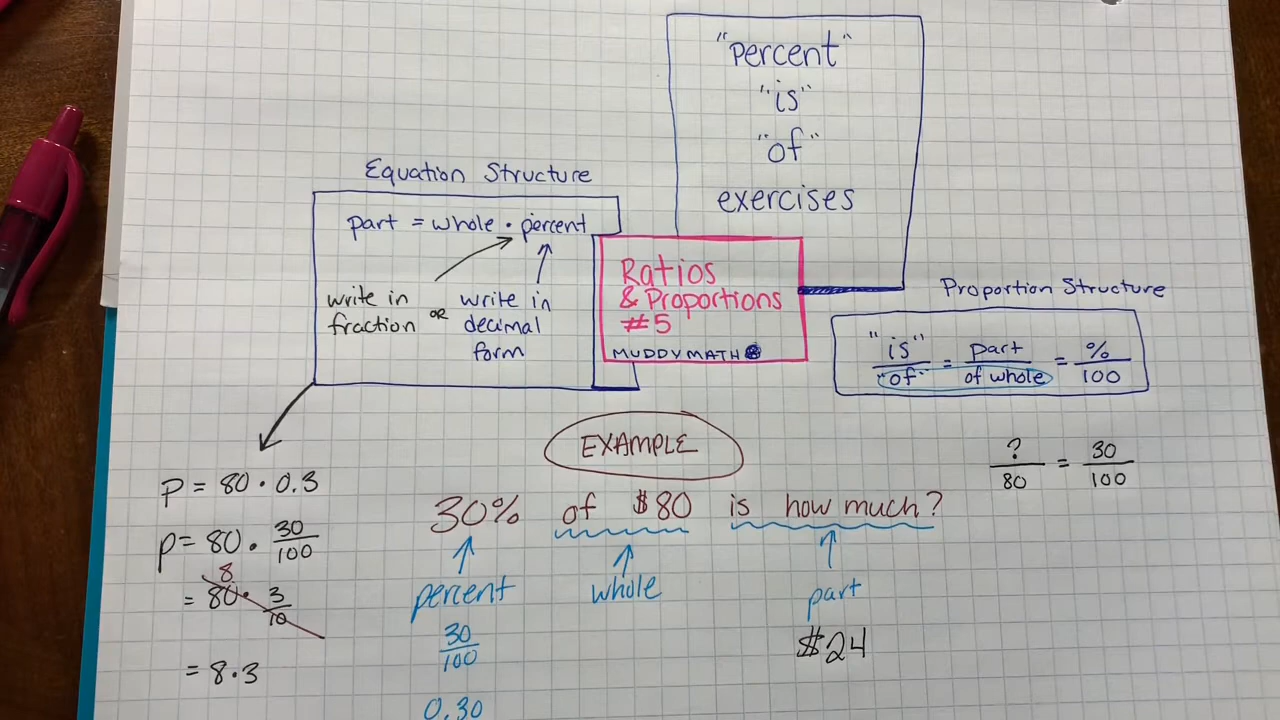 "percent"
"is"
"of"
exercises
Equation Structure
part = whole · percent
write in
fraction
OR
write in
decimal
form
Ratios
& Proportions
#5
MUDDYMATH
Proportion Structure
"is" / "of" = part / of whole = % / 100
EXAMPLE
30% of $80 is how much?
percent
30/100
0.30
whole
part
$24
P = 80 · 0.3
P = 80 · 30/100
8
= 80 · 3/10
= 8 · 3
? / 80 = 30 / 100